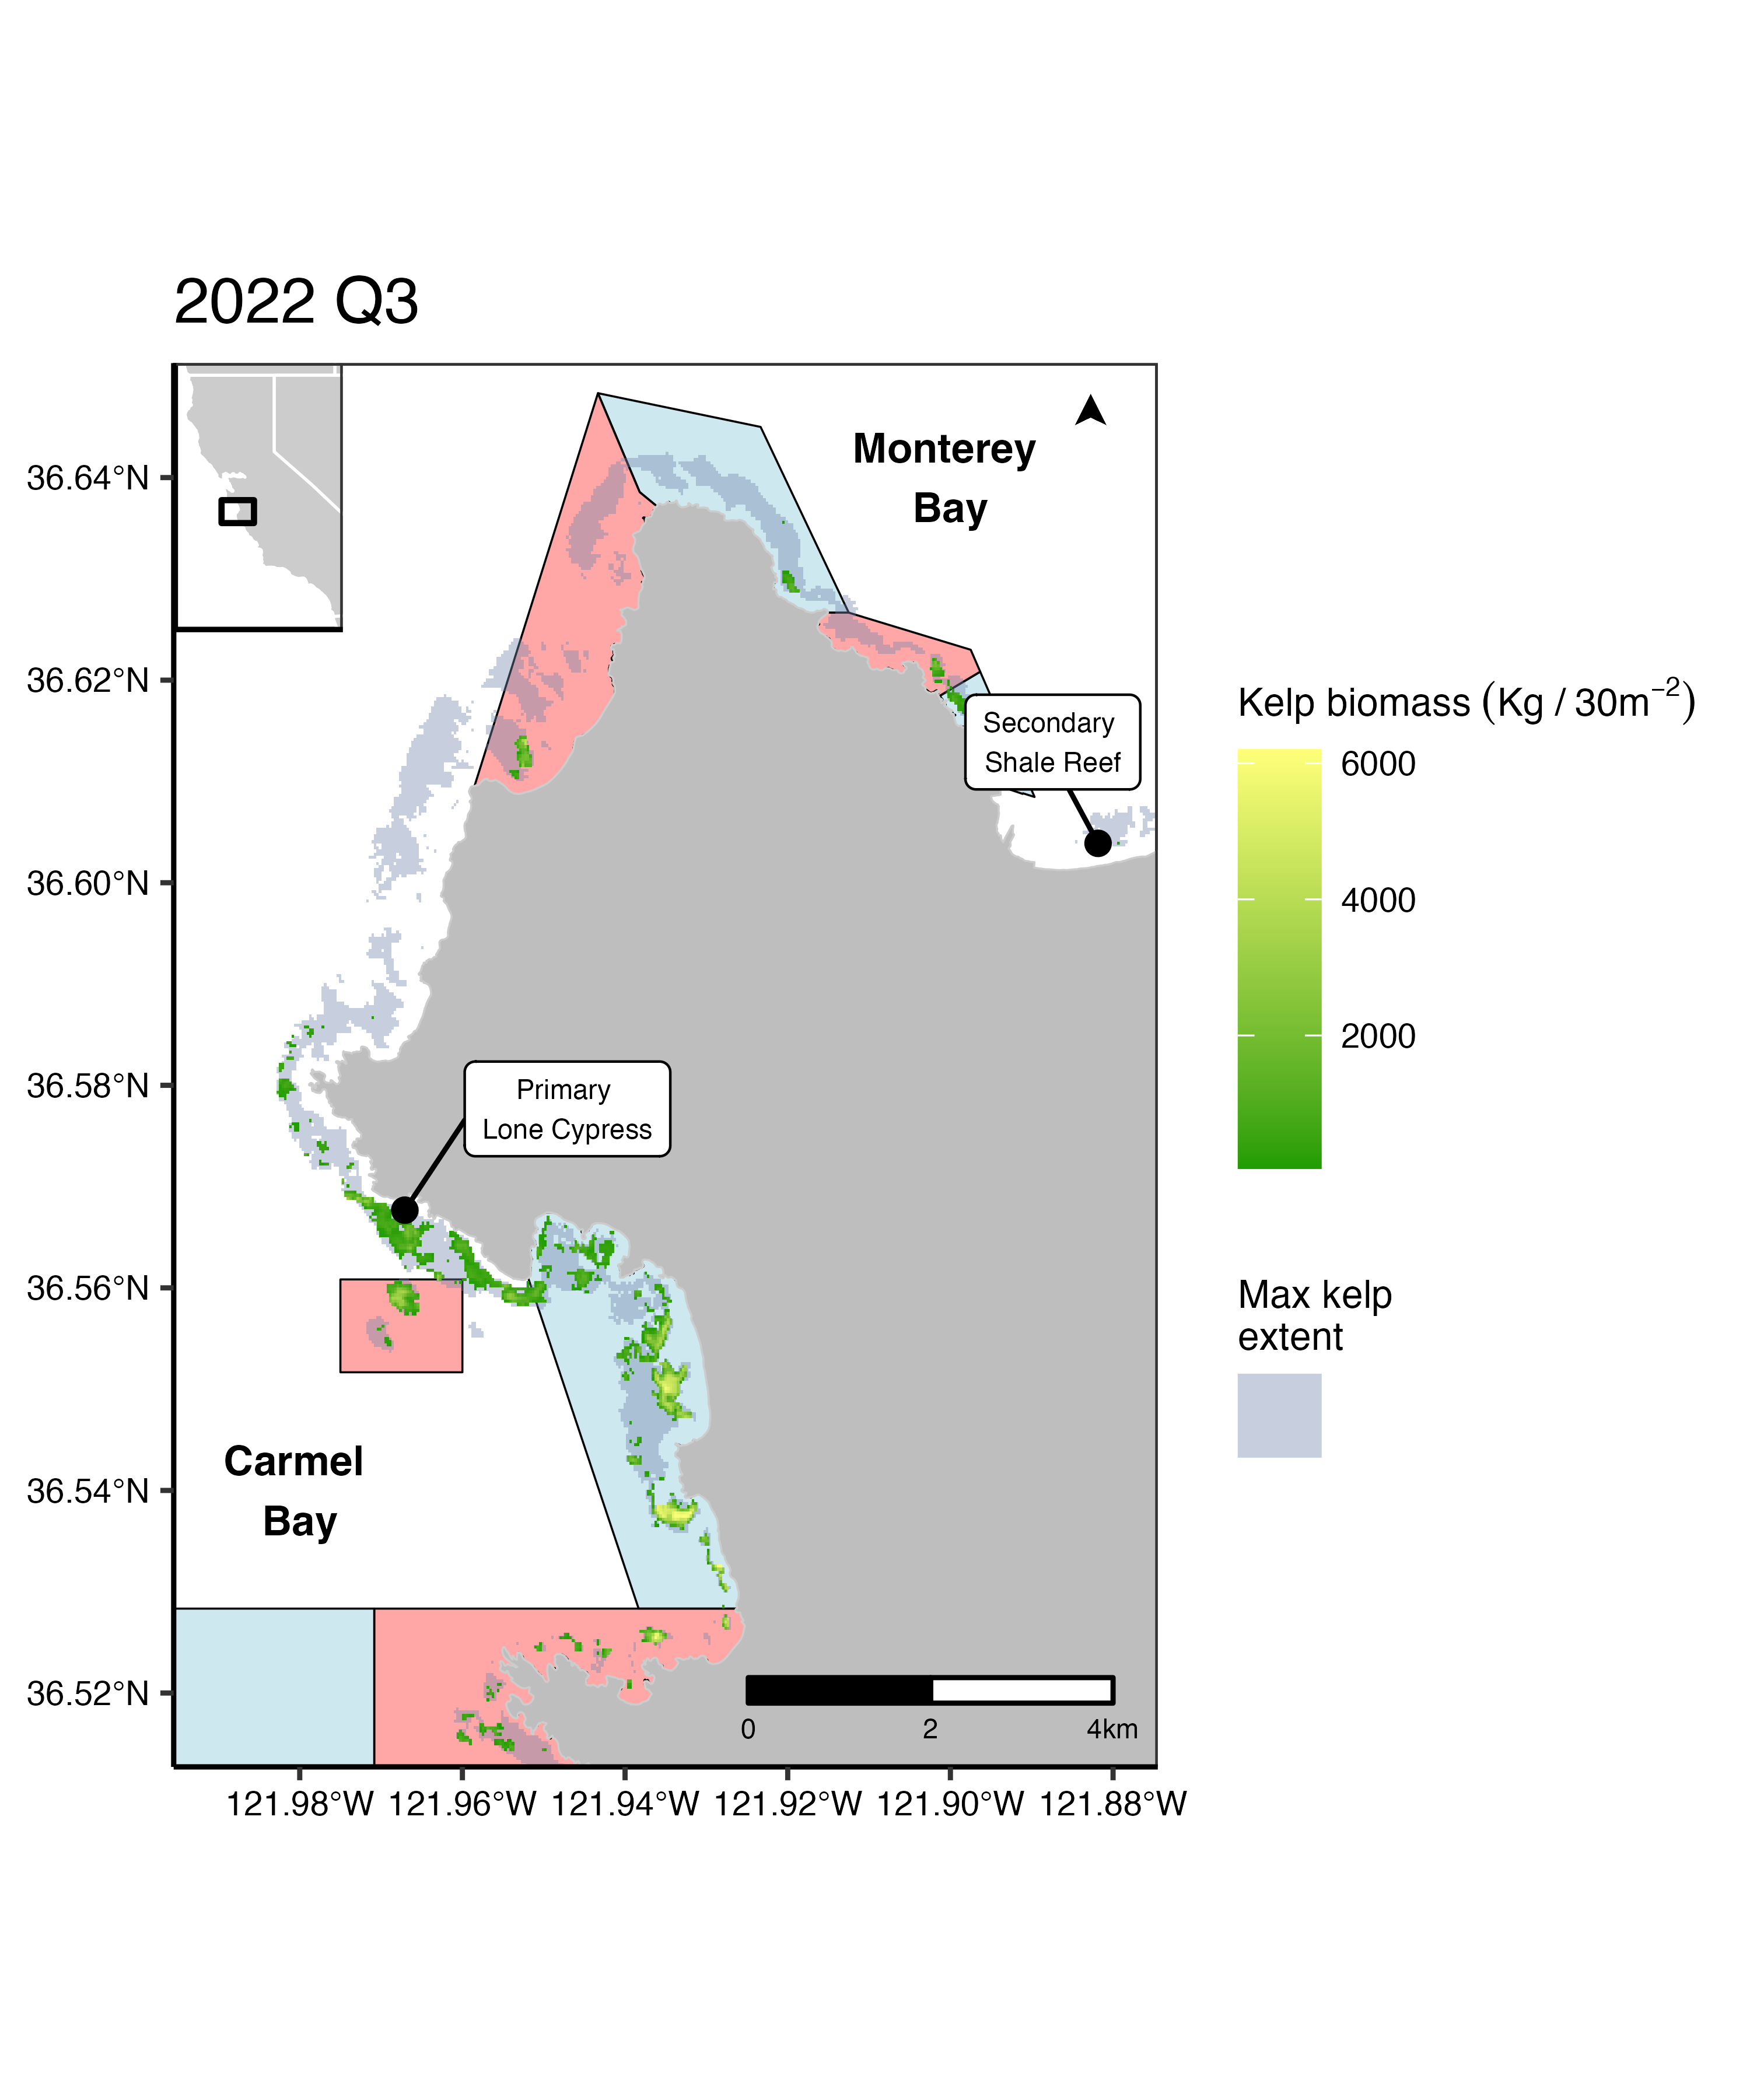 2022 Q3
Monterey
Bay
36.64°N
36.62°N
36.60°N
36.58°N
36.56°N
36.54°N
36.52°N
Secondary
Shale Reef
Primary
Lone Cypress
Carmel
Bay
0 2 4km
121.98°W 121.96°W 121.94°W 121.92°W 121.90°W 121.88°W
Kelp biomass (Kg / 30m⁻²)
6000
4000
2000
Max kelp
extent